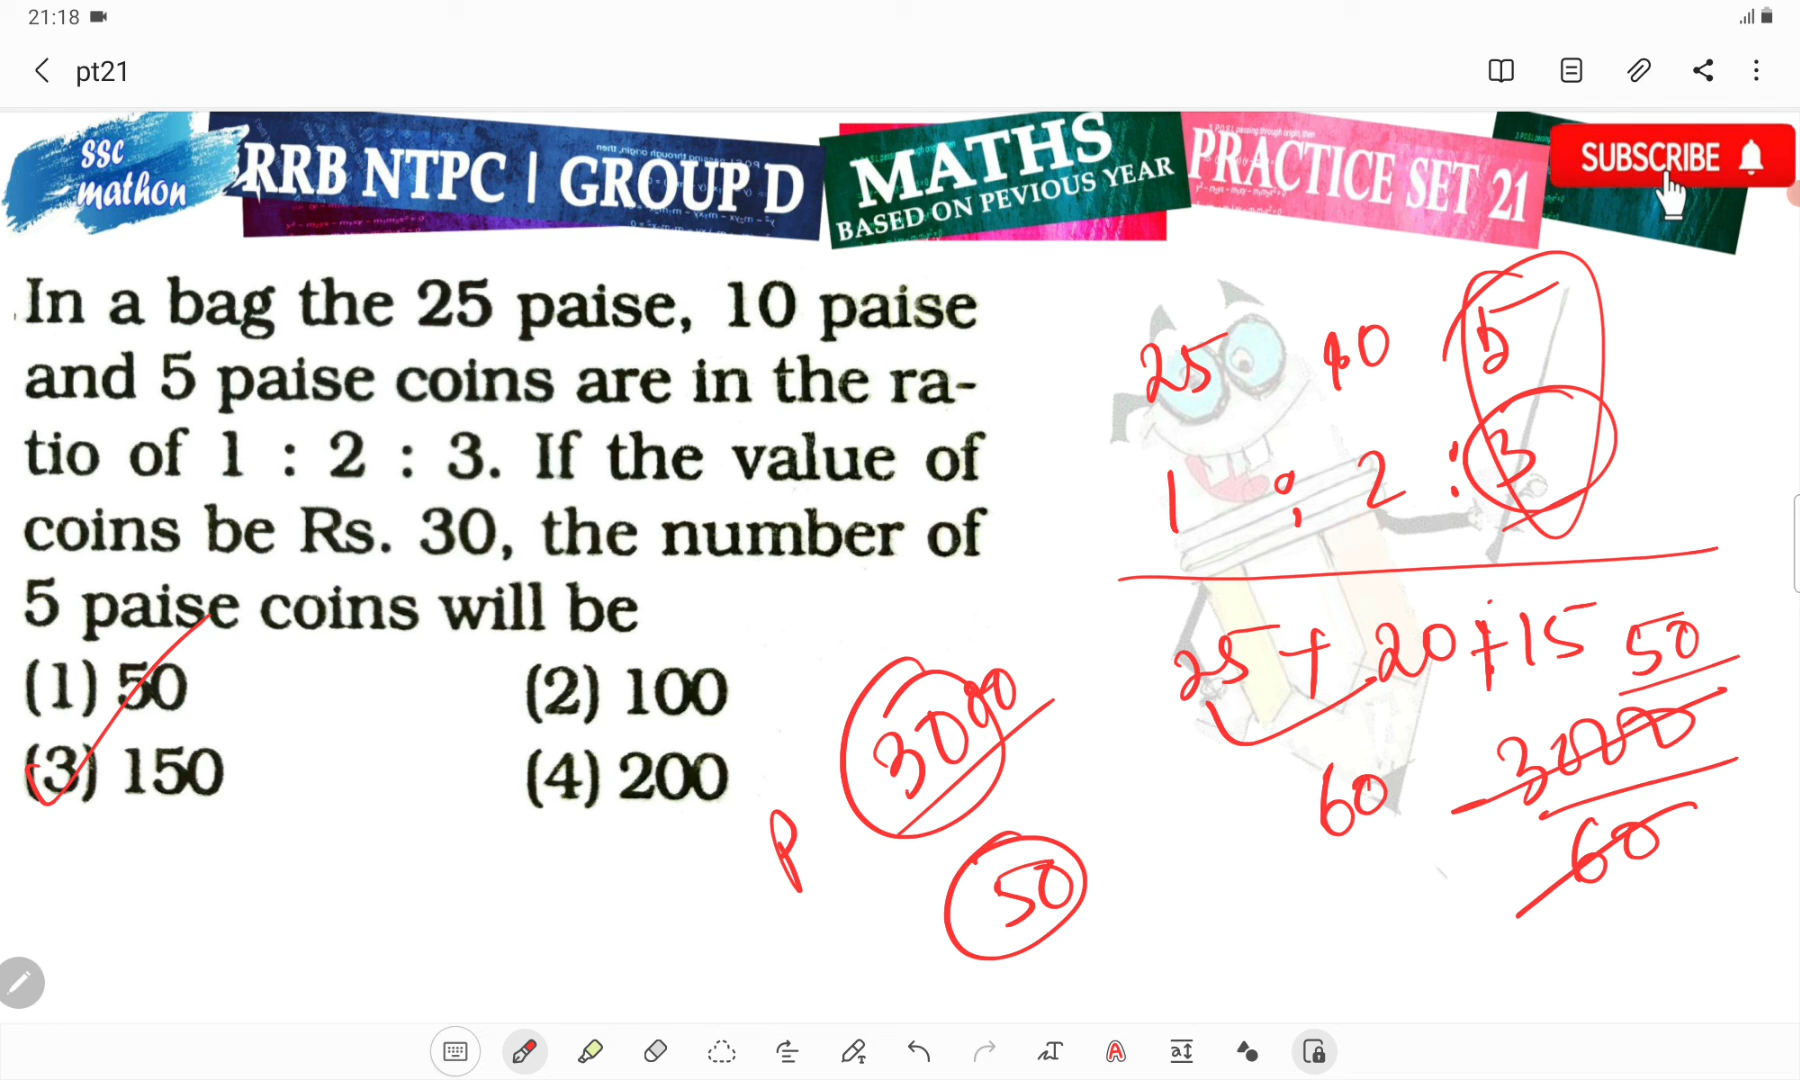 21:18
pt21
SSC mathon
RRB NTPC | GROUP D
MATHS
BASED ON PEVIOUS YEAR
PRACTICE SET 21
SUBSCRIBE
In a bag the 25 paise, 10 paise
and 5 paise coins are in the ra-
tio of 1 : 2 : 3. If the value of
coins be Rs. 30, the number of
5 paise coins will be
(1) 50 (2) 100
(3) 150 (4) 200
25 10 5
1 : 2 : 3
25 + 20 + 15
60
50
3000
60
3000
P
50